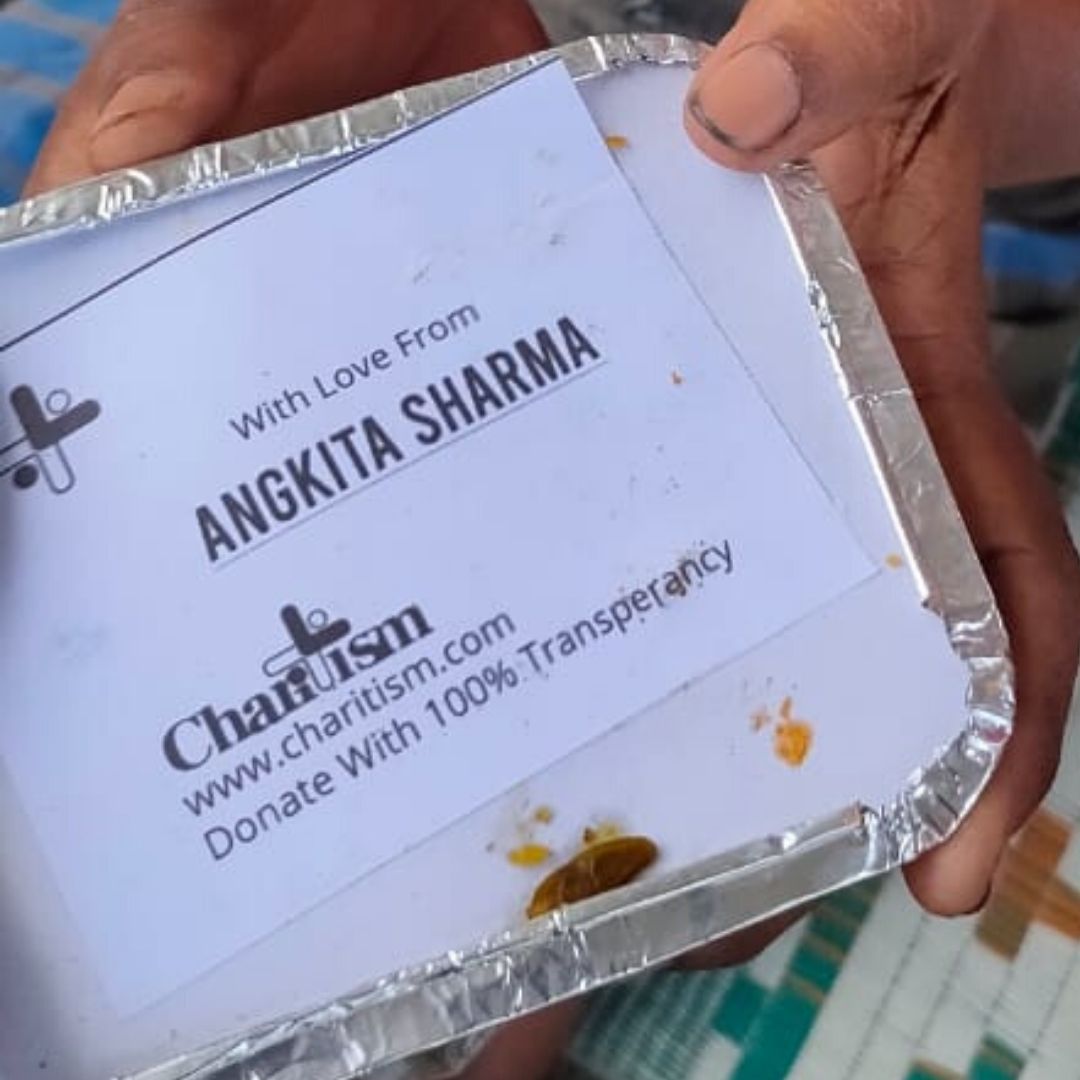 With Love From
ANGKITA SHARMA
Charitism
www.charitism.com
Donate With 100% Transperancy